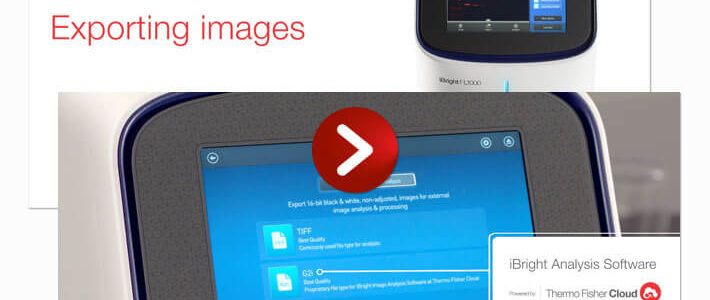 Exporting images
iBright FL1000
Export 16-bit black & white, non-adjusted, images for external
image analysis & processing
TIFF
Best Quality
Commonly used file type for analysis
G2i
Best Quality
Proprietary file type for iBright Image Analysis Software at Thermo Fisher Cloud
iBright Analysis Software
Powered by
Thermo Fisher Cloud